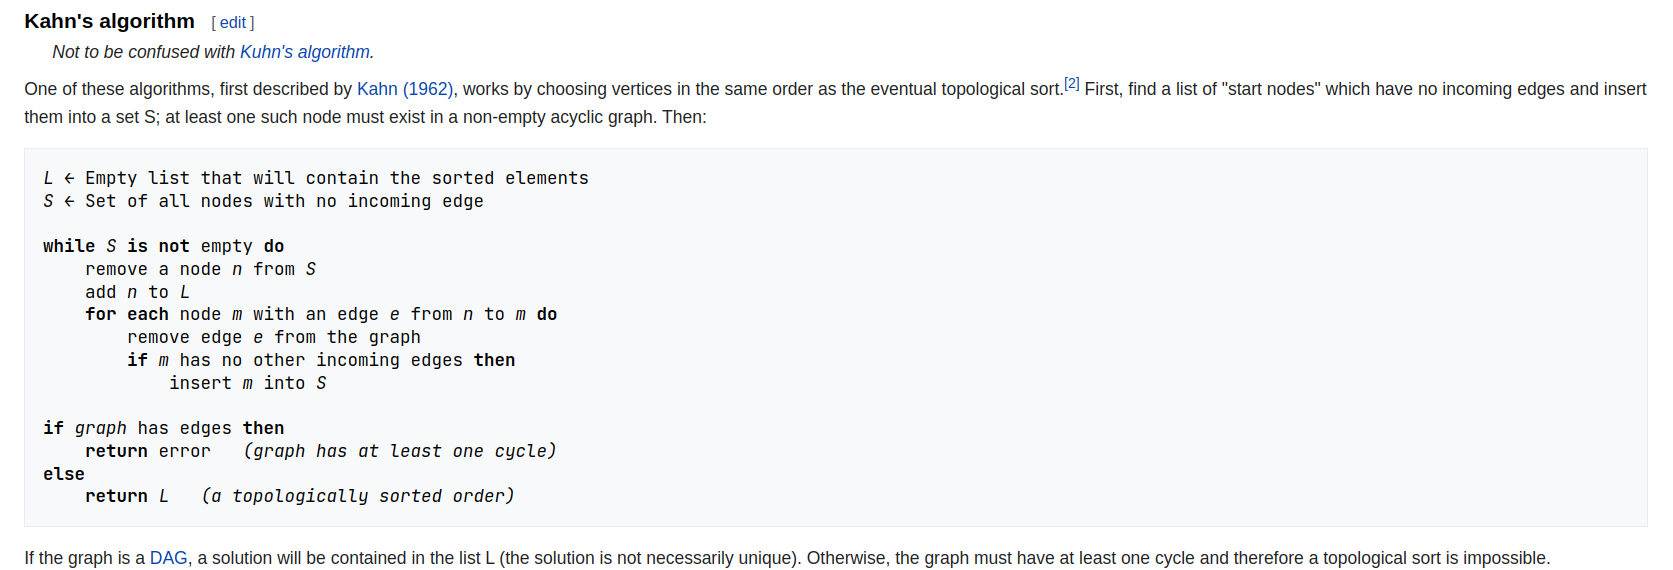 Kahn's algorithm [ edit ]
Not to be confused with Kuhn's algorithm.
One of these algorithms, first described by Kahn (1962), works by choosing vertices in the same order as the eventual topological sort.[2] First, find a list of "start nodes" which have no incoming edges and insert
them into a set S; at least one such node must exist in a non-empty acyclic graph. Then:
L ← Empty list that will contain the sorted elements
S ← Set of all nodes with no incoming edge
while S is not empty do
    remove a node n from S
    add n to L
    for each node m with an edge e from n to m do
        remove edge e from the graph
        if m has no other incoming edges then
            insert m into S
if graph has edges then
    return error   (graph has at least one cycle)
else
    return L   (a topologically sorted order)
If the graph is a DAG, a solution will be contained in the list L (the solution is not necessarily unique). Otherwise, the graph must have at least one cycle and therefore a topological sort is impossible.